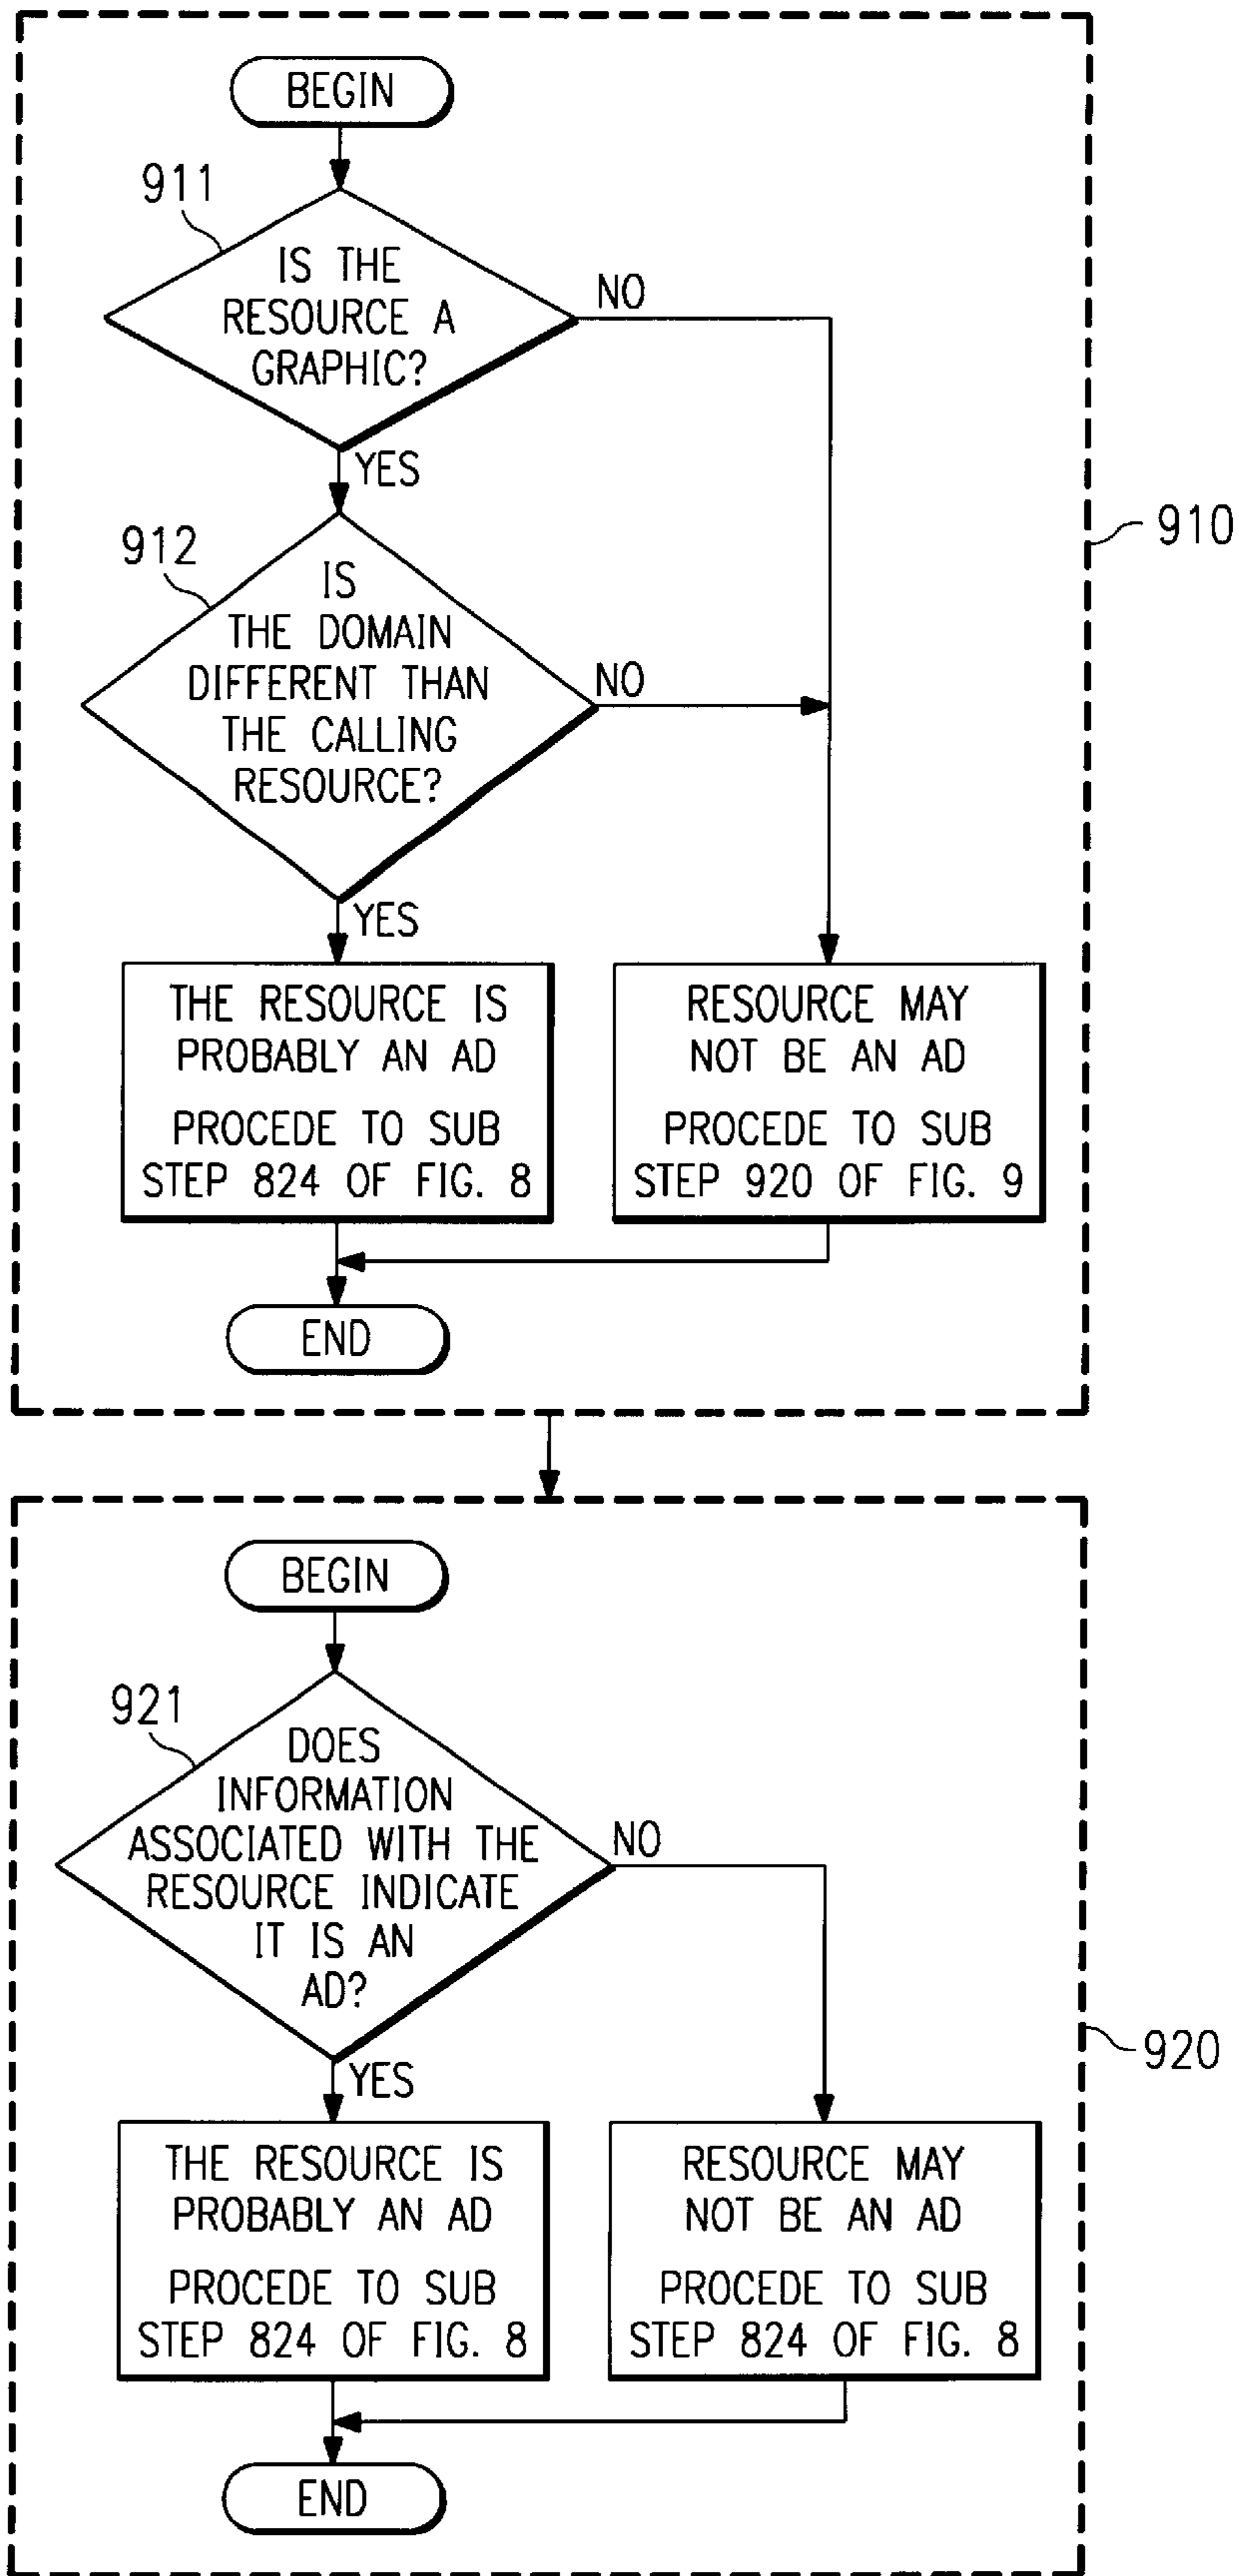 BEGIN
911
IS THE
RESOURCE A
GRAPHIC?
NO
YES
912
IS
THE DOMAIN
DIFFERENT THAN
THE CALLING
RESOURCE?
NO
910
YES
THE RESOURCE IS
PROBABLY AN AD
PROCEDE TO SUB
STEP 824 OF FIG. 8
RESOURCE MAY
NOT BE AN AD
PROCEDE TO SUB
STEP 920 OF FIG. 9
END
BEGIN
921
DOES
INFORMATION
ASSOCIATED WITH THE
RESOURCE INDICATE
IT IS AN
AD?
NO
920
YES
THE RESOURCE IS
PROBABLY AN AD
PROCEDE TO SUB
STEP 824 OF FIG. 8
RESOURCE MAY
NOT BE AN AD
PROCEDE TO SUB
STEP 824 OF FIG. 8
END